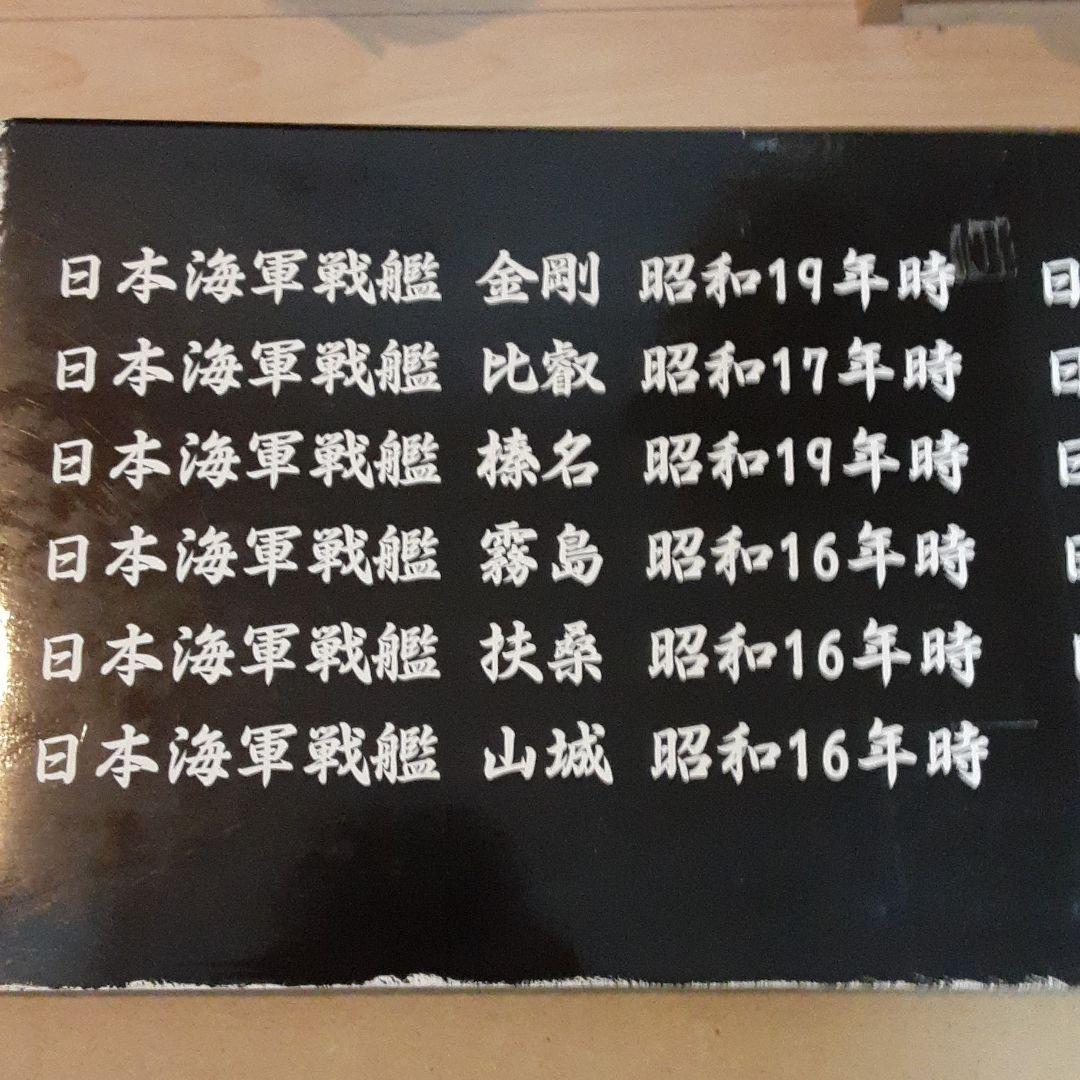 日本海軍戦艦 金剛 昭和19年時
日本海軍戦艦 比叡 昭和17年時
日本海軍戦艦 榛名 昭和19年時
日本海軍戦艦 霧島 昭和16年時
日本海軍戦艦 扶桑 昭和16年時
日本海軍戦艦 山城 昭和16年時